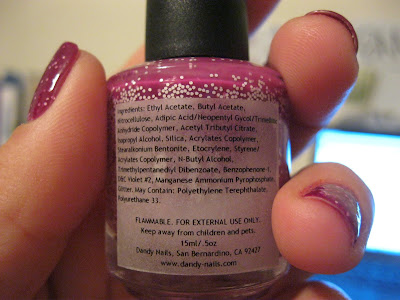 Ingredients: Ethyl Acetate, Butyl Acetate,
Nitrocellulose, Adipic Acid/Neopentyl Gycol/Trimellitic
Anhydride Copolymer, Acetyl Tributyl Citrate,
Isopropyl Alcohol, Silica, Acrylates Copolymer,
Stearalkonium Bentonite, Etocrylene, Styrene/
Acrylates Copolymer, N-Butyl Alcohol,
Trimethylpentanediyl Dibenzoate, Benzophenone-1,
D&C Violet #2, Manganese Ammonium Pyrophosphate,
Glitter. May Contain: Polyethylene Terephthalate,
Polyurethane 33.
FLAMMABLE. FOR EXTERNAL USE ONLY.
Keep away from children and pets.
15ml/.5oz
Dandy Nails, San Bernardino, CA 92427
www.dandy-nails.com